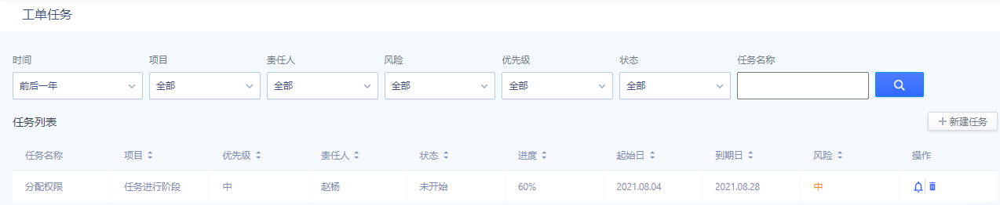 工单任务
时间 项目 责任人 风险 优先级 状态 任务名称
前后一年 全部 全部 全部 全部 全部
任务列表 新建任务
任务名称 项目 优先级 责任人 状态 进度 起始日 到期日 风险 操作
分配权限 任务进行阶段 中 赵杨 未开始 60% 2021.08.04 2021.08.28 中